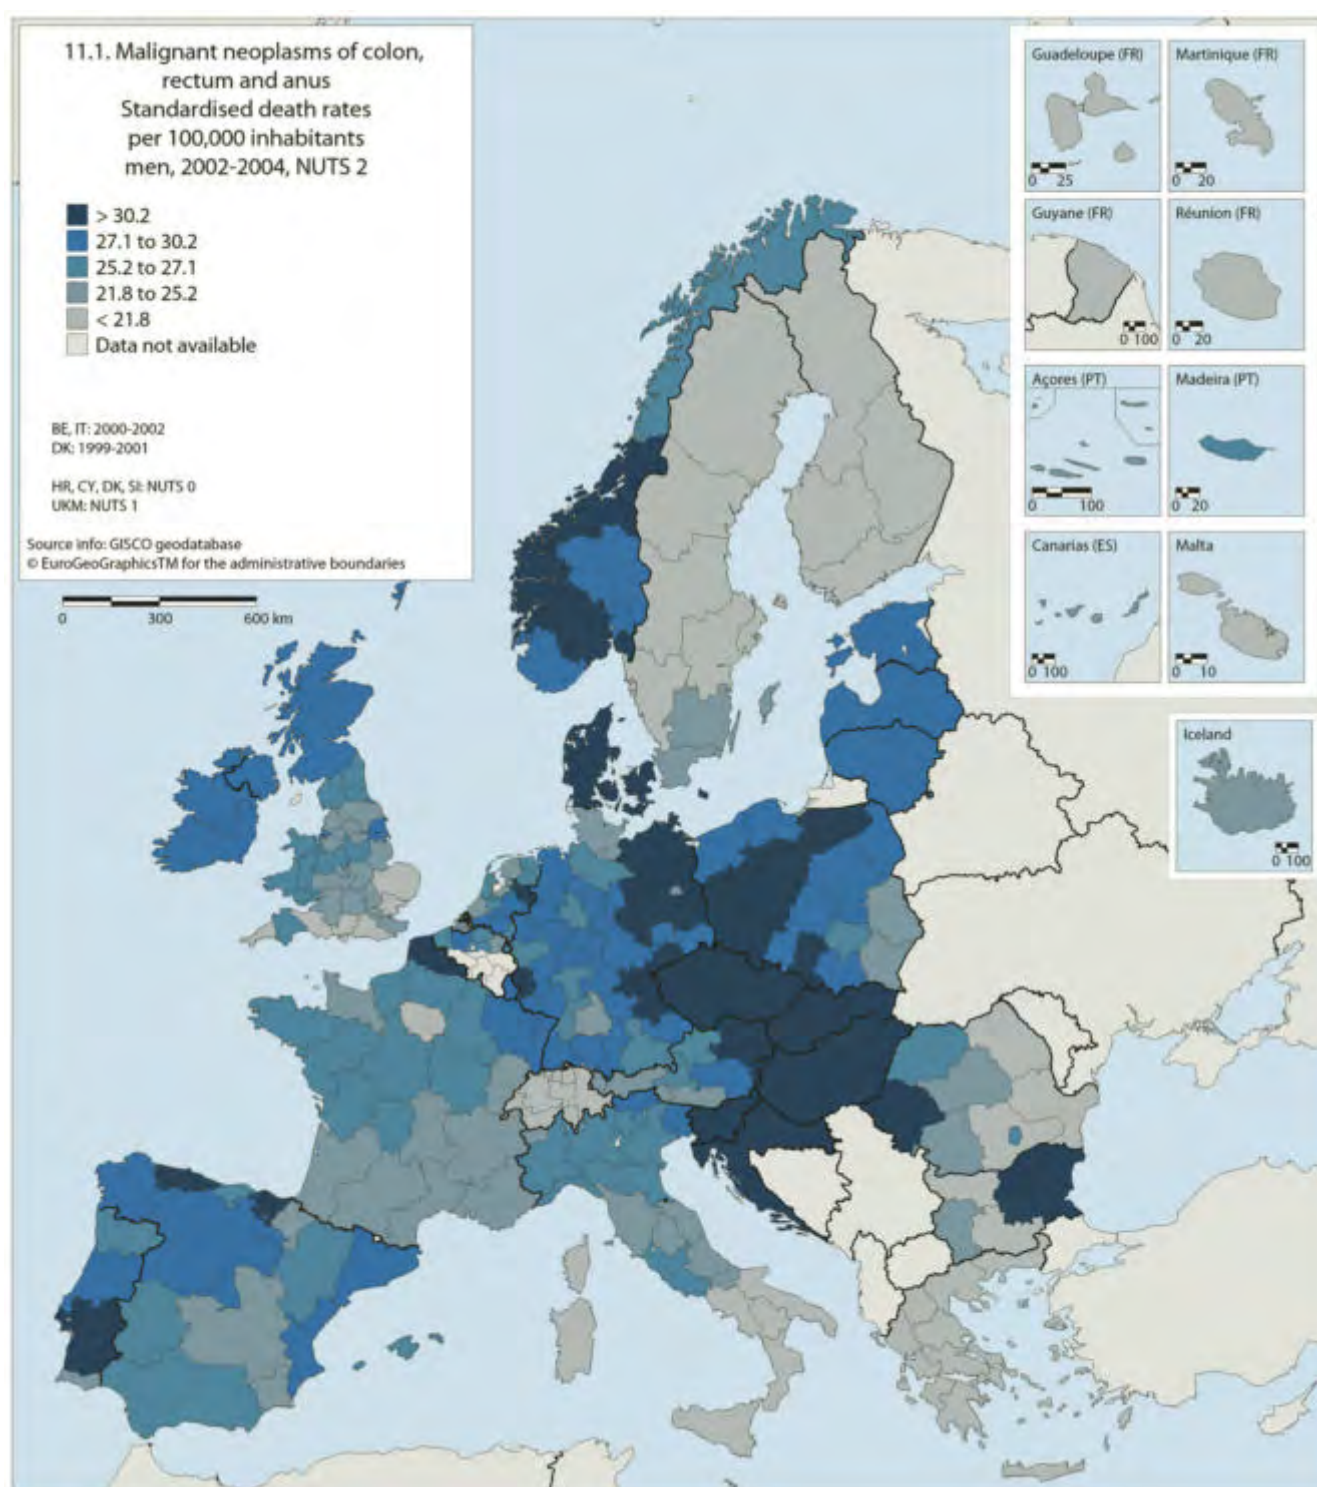 11.1. Malignant neoplasms of colon,
rectum and anus
Standardised death rates
per 100,000 inhabitants
men, 2002-2004, NUTS 2
> 30.2
27.1 to 30.2
25.2 to 27.1
21.8 to 25.2
< 21.8
Data not available
BE, IT: 2000-2002
DK: 1999-2001
HR, CY, DK, SI: NUTS 0
UKM: NUTS 1
Source info: GISCO geodatabase
© EuroGeoGraphicsTM for the administrative boundaries
0 300 600 km
Guadeloupe (FR)
0 25
Martinique (FR)
0 20
Guyane (FR)
0 100
Réunion (FR)
0 20
Açores (PT)
0 100
Madeira (PT)
0 20
Canarias (ES)
0 100
Malta
0 10
Iceland
0 100